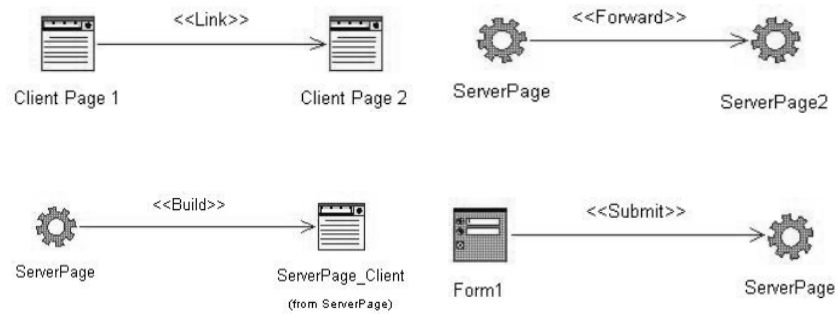 <<Link>>
Client Page 1
Client Page 2
<<Forward>>
ServerPage
ServerPage2
<<Build>>
ServerPage
ServerPage_Client
(from ServerPage)
<<Submit>>
Form1
ServerPage